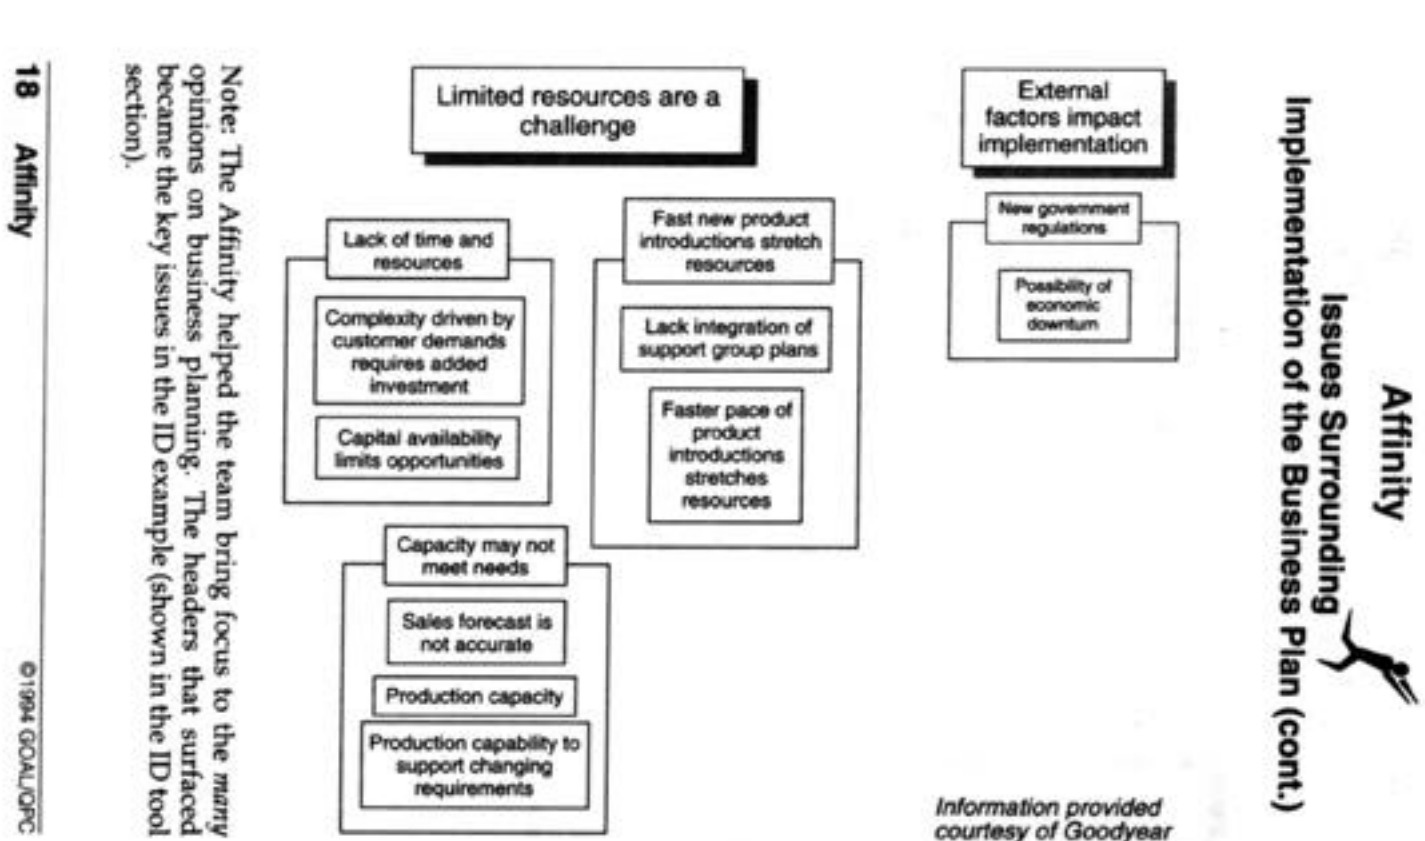 Affinity
Issues Surrounding
Implementation of the Business Plan (cont.)
Limited resources are a
challenge
Lack of time and
resources
Complexity driven by
customer demands
requires added
investment
Capital availability
limits opportunities
Fast new product
introductions stretch
resources
Lack integration of
support group plans
Faster pace of
product
introductions
stretches
resources
Capacity may not
meet needs
Sales forecast is
not accurate
Production capacity
Production capability to
support changing
requirements
External
factors impact
implementation
New government
regulations
Possibility of
economic
downturn
Information provided
courtesy of Goodyear
Note: The Affinity helped the team bring focus to the many
opinions on business planning. The headers that surfaced
became the key issues in the ID example (shown in the ID tool
section).
18 Affinity
©1994 GOAL/QPC